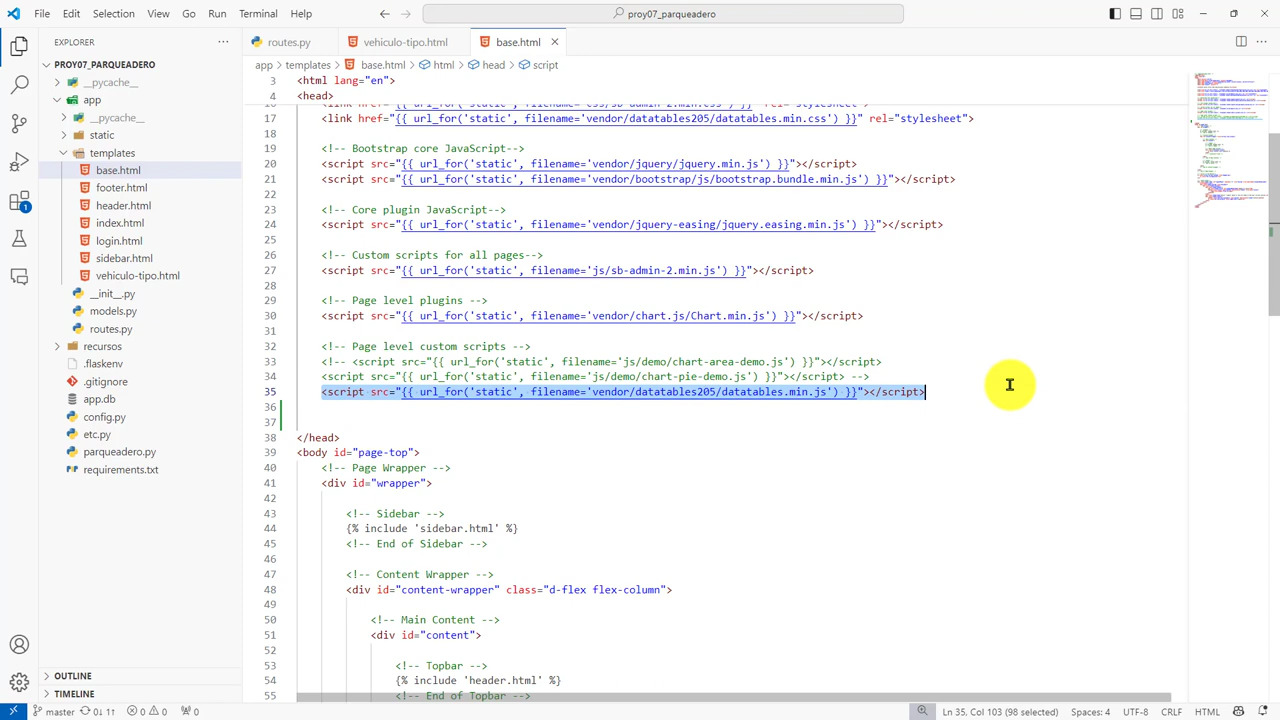 File Edit Selection View Go Run Terminal Help
proy07_parqueadero
EXPLORER
routes.py
vehiculo-tipo.html
base.html
PROY07_PARQUEADERO
__pycache__
app
__pycache__
static
templates
base.html
footer.html
header.html
index.html
login.html
sidebar.html
vehiculo-tipo.html
__init__.py
models.py
routes.py
recursos
.flaskenv
.gitignore
app.db
config.py
etc.py
parqueadero.py
requirements.txt
OUTLINE
TIMELINE
app > templates > base.html > html > head > script
3 <html lang="en">
4 <head>
17 <link src="{{ url_for('static', filename='vendor/datatables205/datatables.min.css') }}" rel="stylesheet">
18
19 <!-- Bootstrap core JavaScript-->
20 <script src="{{ url_for('static', filename='vendor/jquery/jquery.min.js') }}"></script>
21 <script src="{{ url_for('static', filename='vendor/bootstrap/js/bootstrap.bundle.min.js') }}"></script>
22
23 <!-- Core plugin JavaScript-->
24 <script src="{{ url_for('static', filename='vendor/jquery-easing/jquery.easing.min.js') }}"></script>
25
26 <!-- Custom scripts for all pages-->
27 <script src="{{ url_for('static', filename='js/sb-admin-2.min.js') }}"></script>
28
29 <!-- Page level plugins -->
30 <script src="{{ url_for('static', filename='vendor/chart.js/Chart.min.js') }}"></script>
31
32 <!-- Page level custom scripts -->
33 <!-- <script src="{{ url_for('static', filename='js/demo/chart-area-demo.js') }}"></script>
34 <script src="{{ url_for('static', filename='js/demo/chart-pie-demo.js') }}"></script> -->
35 <script src="{{ url_for('static', filename='vendor/datatables205/datatables.min.js') }}"></script>
36
37
38 </head>
39 <body id="page-top">
40 <!-- Page Wrapper -->
41 <div id="wrapper">
42
43 <!-- Sidebar -->
44 {% include 'sidebar.html' %}
45 <!-- End of Sidebar -->
46
47 <!-- Content Wrapper -->
48 <div id="content-wrapper" class="d-flex flex-column">
49
50 <!-- Main Content -->
51 <div id="content">
52
53 <!-- Topbar -->
54 {% include 'header.html' %}
55 <!-- End of Topbar -->
1
master 0↓ 1↑ 0 0 0
Ln 35, Col 103 (98 selected) Spaces: 4 UTF-8 CRLF HTML